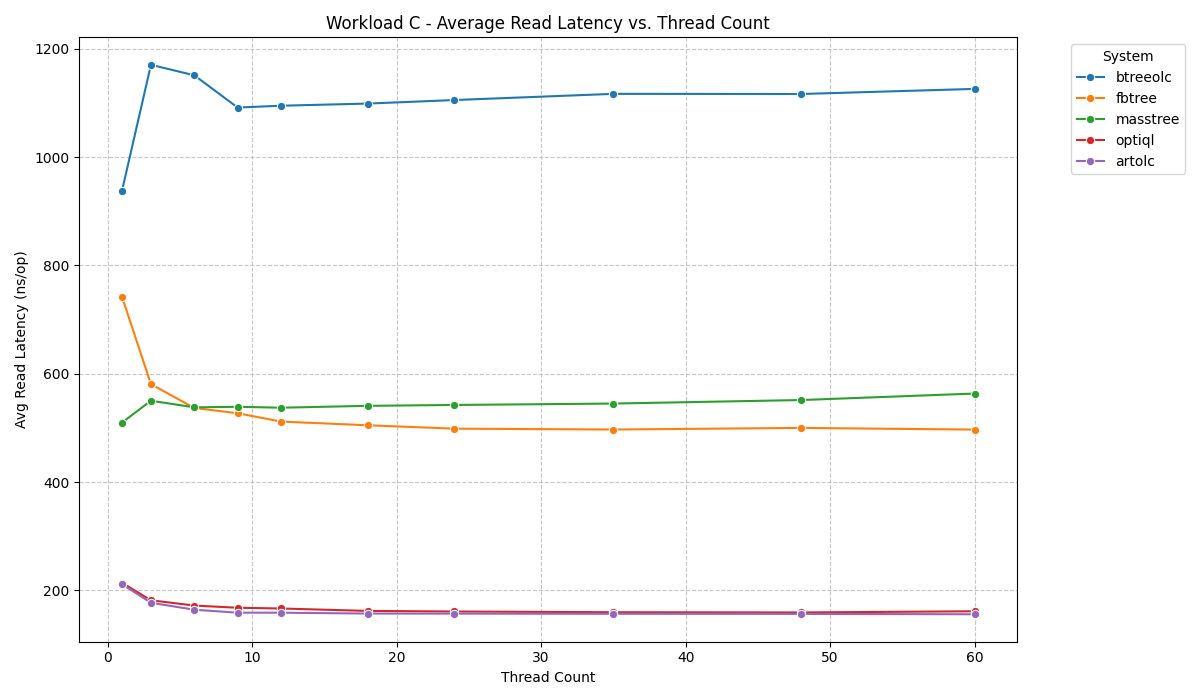 Workload C - Average Read Latency vs. Thread Count
1200
1000
800
600
400
200
Avg Read Latency (ns/op)
0 10 20 30 40 50 60
Thread Count
System
btreeolc
fbtree
masstree
optiql
artolc